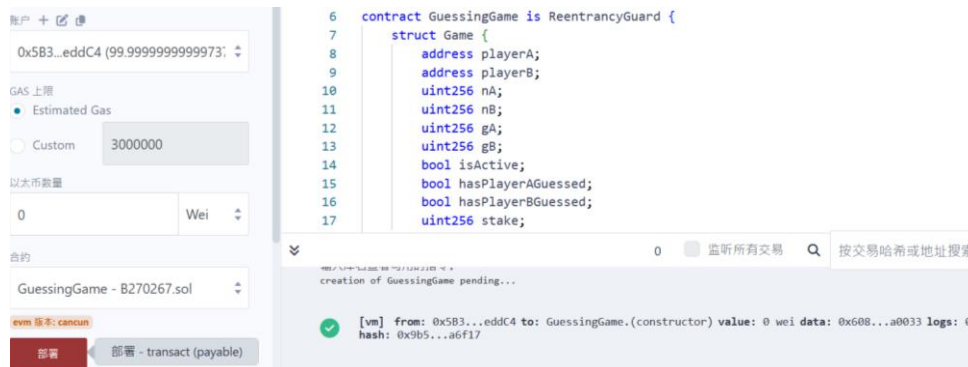 账户
0x5B3...eddC4 (99.9999999999973
GAS 上限
Estimated Gas
Custom 3000000
以太币数量
0 Wei
合约
GuessingGame - B270267.sol
evm 版本: cancun
部署
部署 - transact (payable)
6 contract GuessingGame is ReentrancyGuard {
7 struct Game {
8 address playerA;
9 address playerB;
10 uint256 nA;
11 uint256 nB;
12 uint256 gA;
13 uint256 gB;
14 bool isActive;
15 bool hasPlayerAGuessed;
16 bool hasPlayerBGuessed;
17 uint256 stake;
0 监听所有交易 按交易哈希或地址搜索
creation of GuessingGame pending...
[vm] from: 0x5B3...eddC4 to: GuessingGame.(constructor) value: 0 wei data: 0x608...a0033 logs: 0
hash: 0x9b5...a6f17